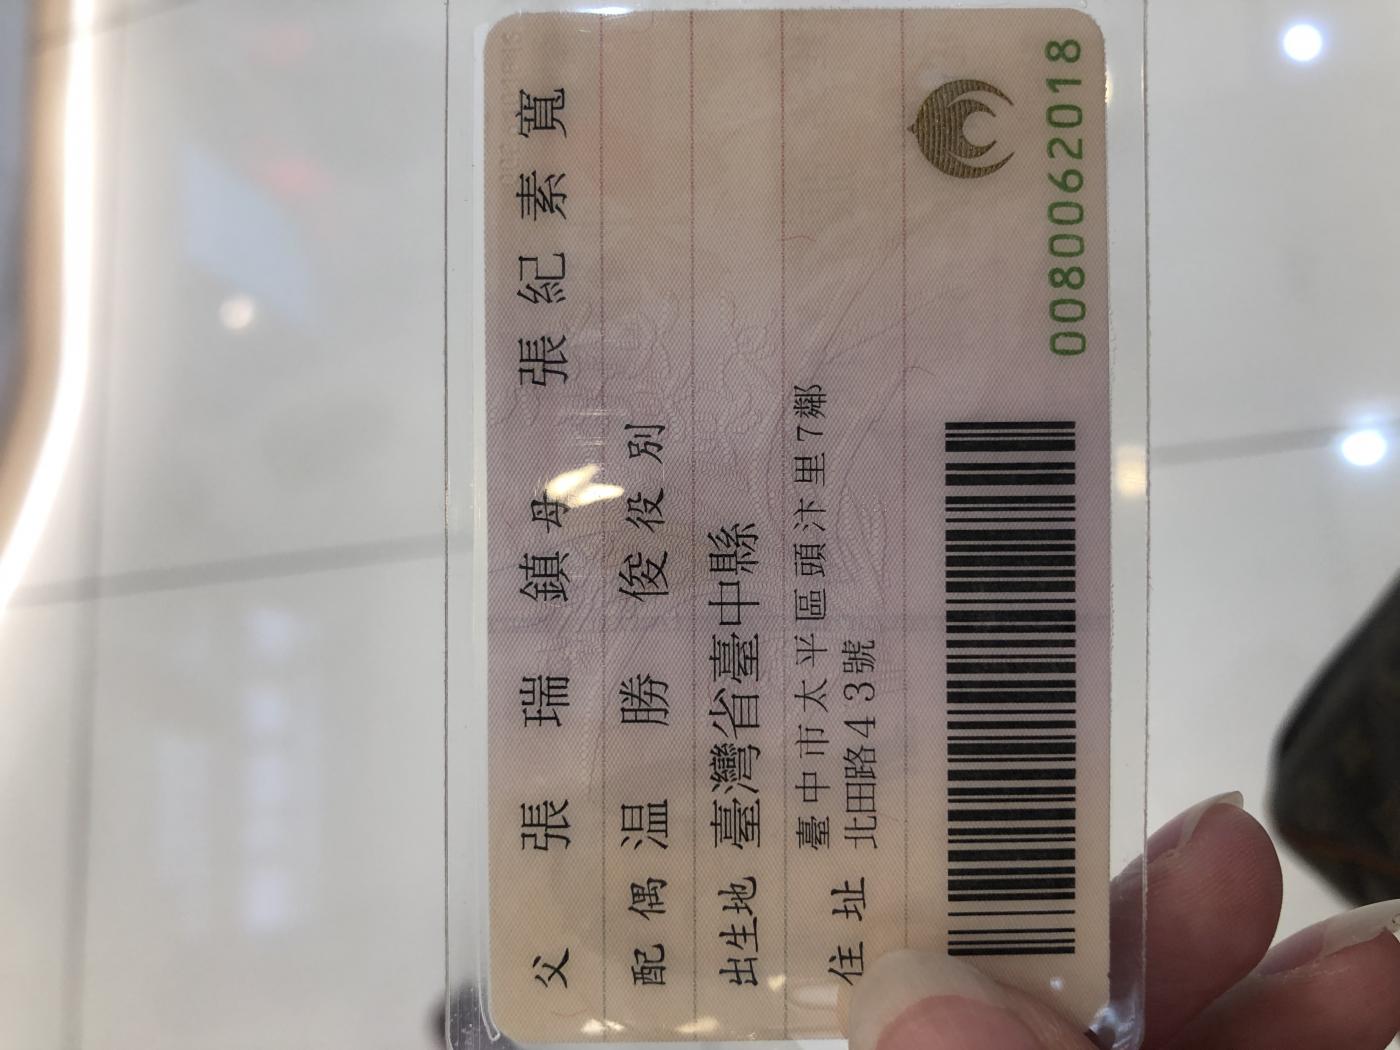 父 張瑞鎮 母 張紀素寬
配偶 温勝俊 役別
出生地 臺灣省臺中縣
住址 臺中市太平區頭汴里7鄰
北田路43號
0080062018